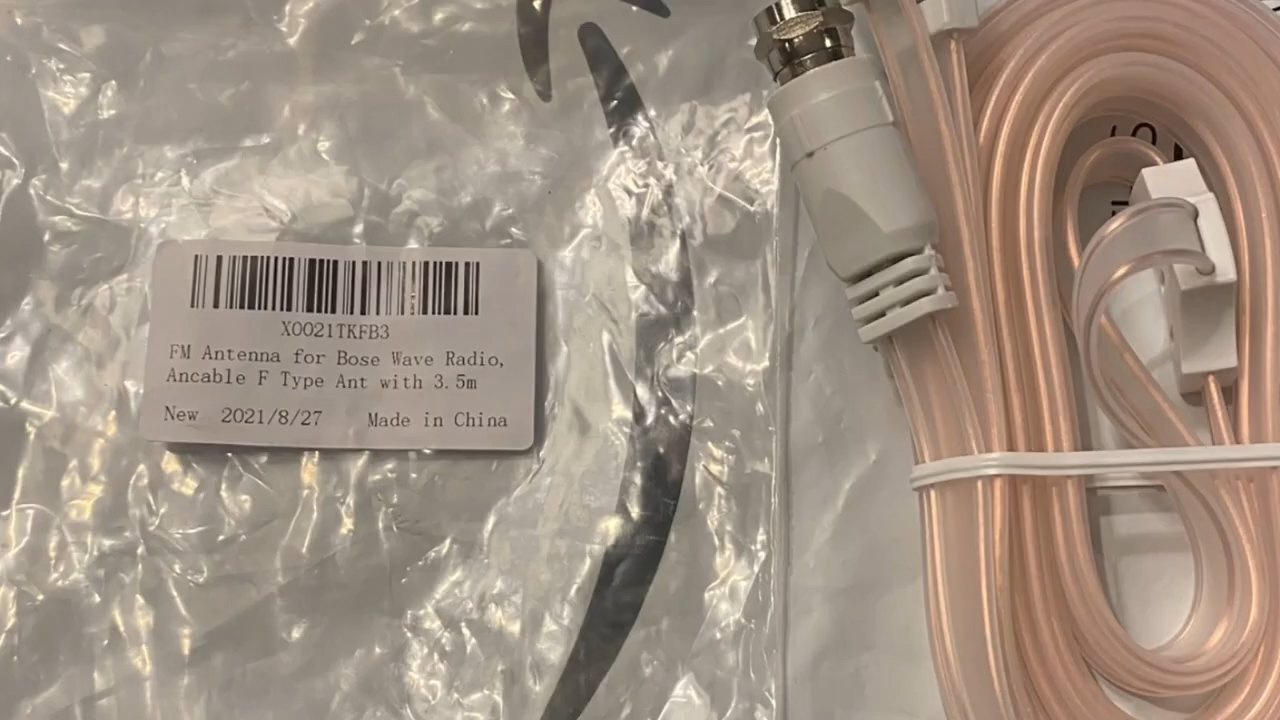 X0021TKFB3
FM Antenna for Bose Wave Radio,
Ancable F Type Ant with 3.5m
New 2021/8/27 Made in China